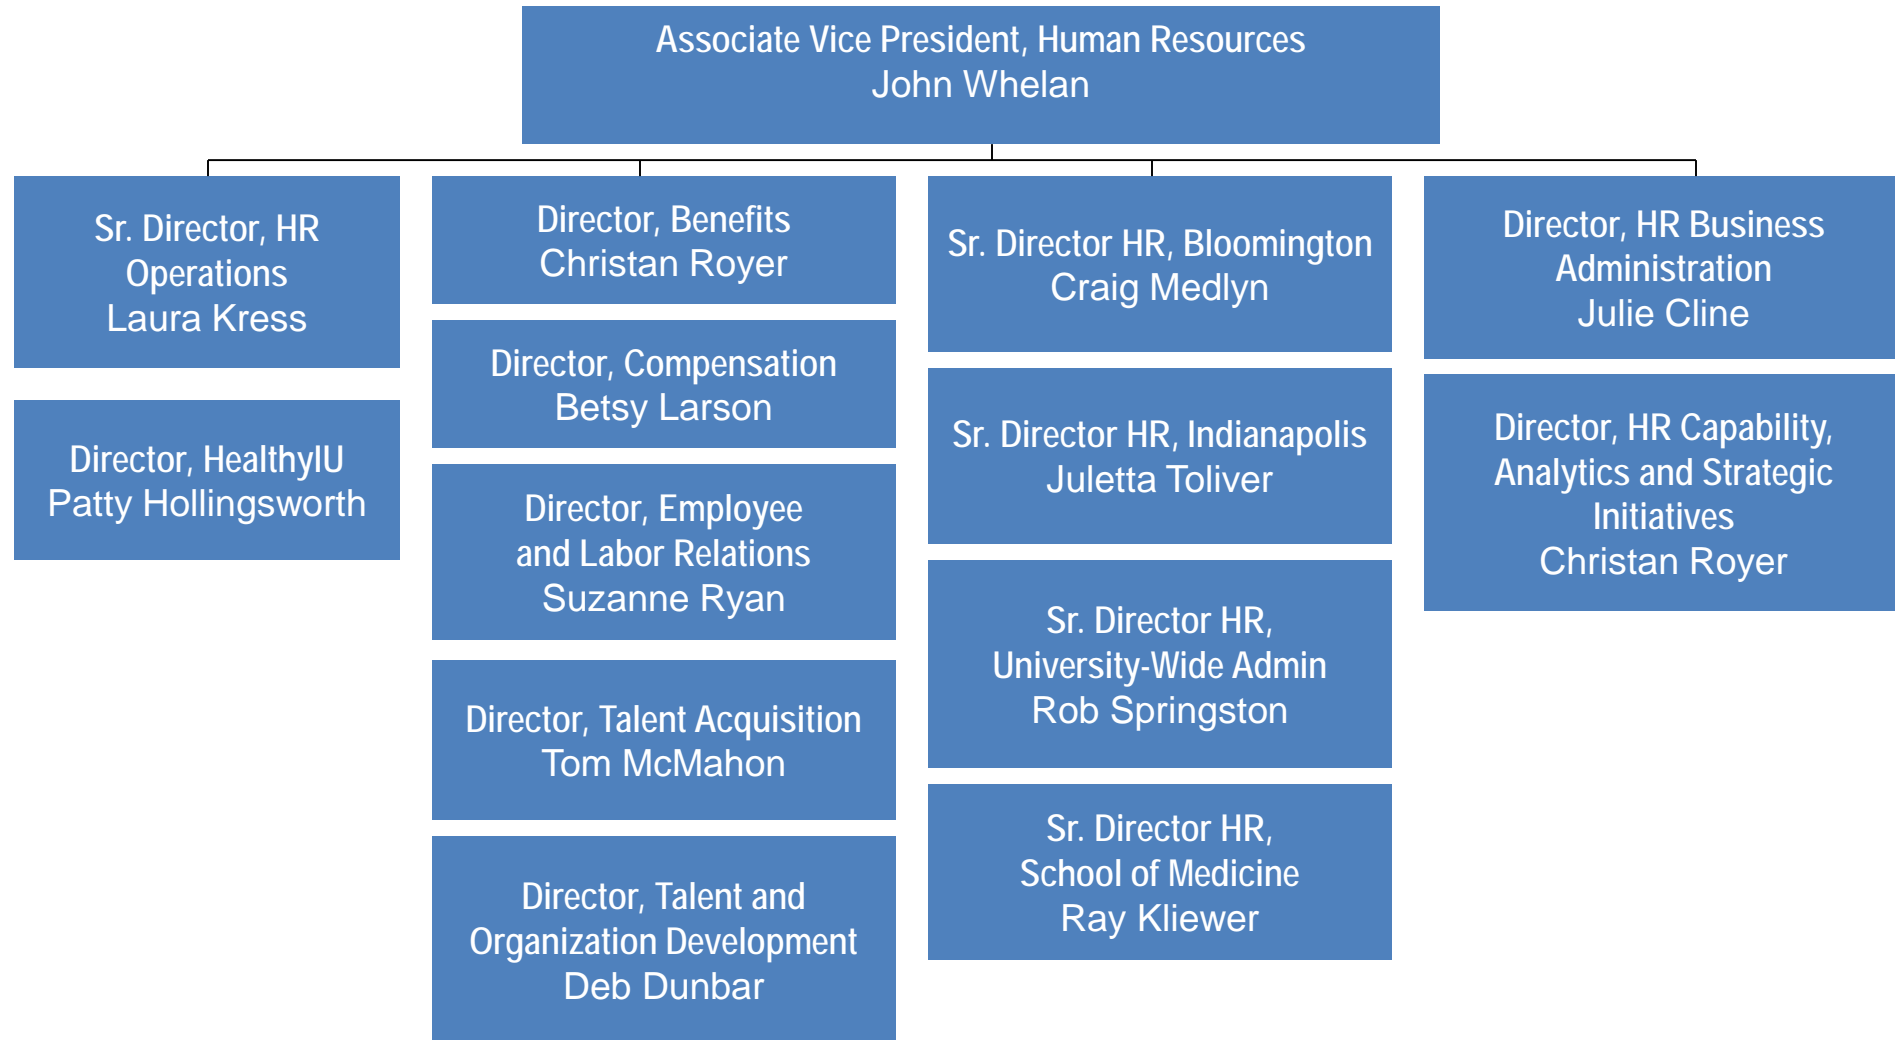 Associate Vice President, Human Resources
John Whelan
Sr. Director, HR
Operations
Laura Kress
Director, HealthyIU
Patty Hollingsworth
Director, Benefits
Christan Royer
Director, Compensation
Betsy Larson
Director, Employee
and Labor Relations
Suzanne Ryan
Director, Talent Acquisition
Tom McMahon
Director, Talent and
Organization Development
Deb Dunbar
Sr. Director HR, Bloomington
Craig Medlyn
Sr. Director HR, Indianapolis
Juletta Toliver
Sr. Director HR,
University-Wide Admin
Rob Springston
Sr. Director HR,
School of Medicine
Ray Kliewer
Director, HR Business
Administration
Julie Cline
Director, HR Capability,
Analytics and Strategic
Initiatives
Christan Royer